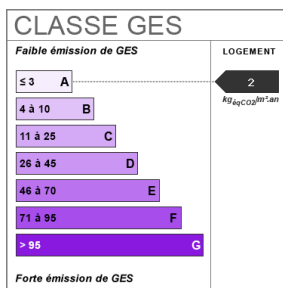 CLASSE GES
Faible émission de GES
LOGEMENT
≤ 3 A
2
kgéqCO2/m².an
4 à 10 B
11 à 25 C
26 à 45 D
46 à 70 E
71 à 95 F
> 95 G
Forte émission de GES